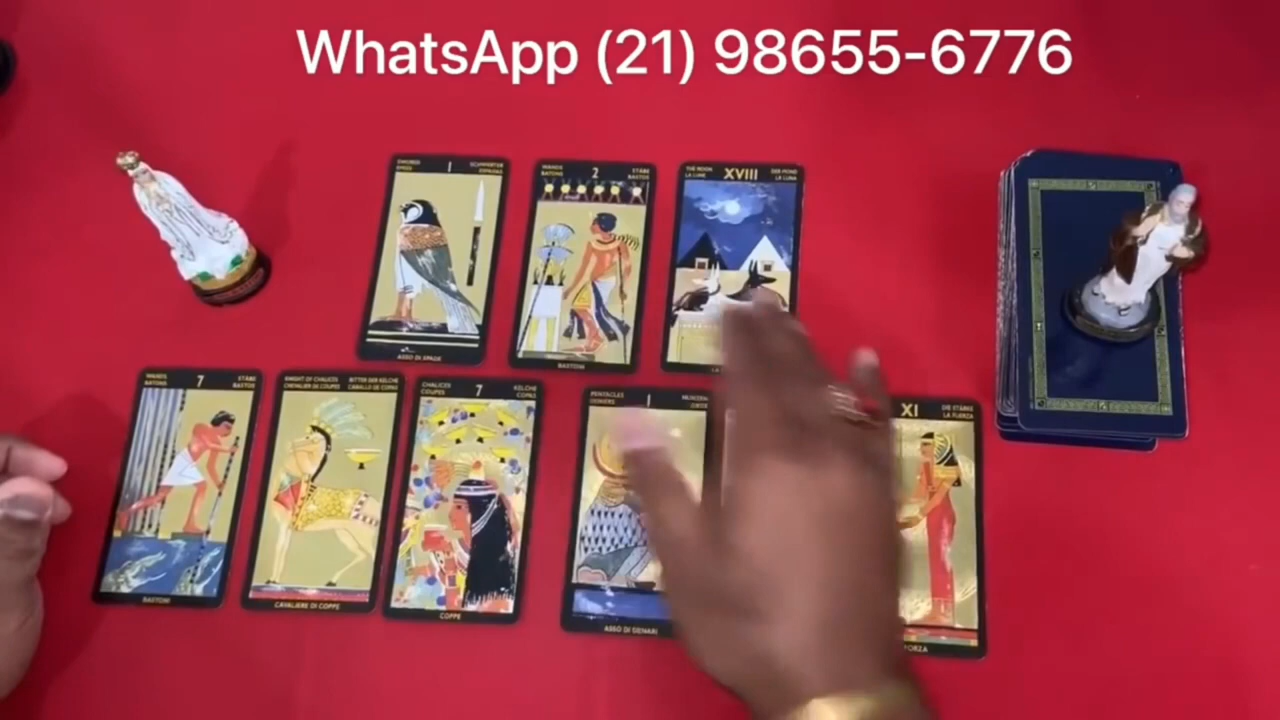 WhatsApp (21) 98655-6776
SWORDS
1
SCHWERTER
ESPADAS
ASSO DI SPADE
WANDS
BATONS
2
STÄBE
BASTOS
BASTONI
THE MOON
LA LUNE
XVIII
DER MOND
LA LUNA
WANDS
BATONS
7
STÄBE
BASTOS
BASTONI
KNIGHT OF CHALICES
CHEVALIER DE COUPES
RITTER DER KELCHE
CABALLO DE COPAS
CAVALIERE DI COPPE
CHALICES
COUPES
7
KELCHE
COPAS
COPPE
PENTACLES
DENIERS
1
ASSO DI DENARI
XI
DIE STÄRKE
LA FUERZA
FORZA